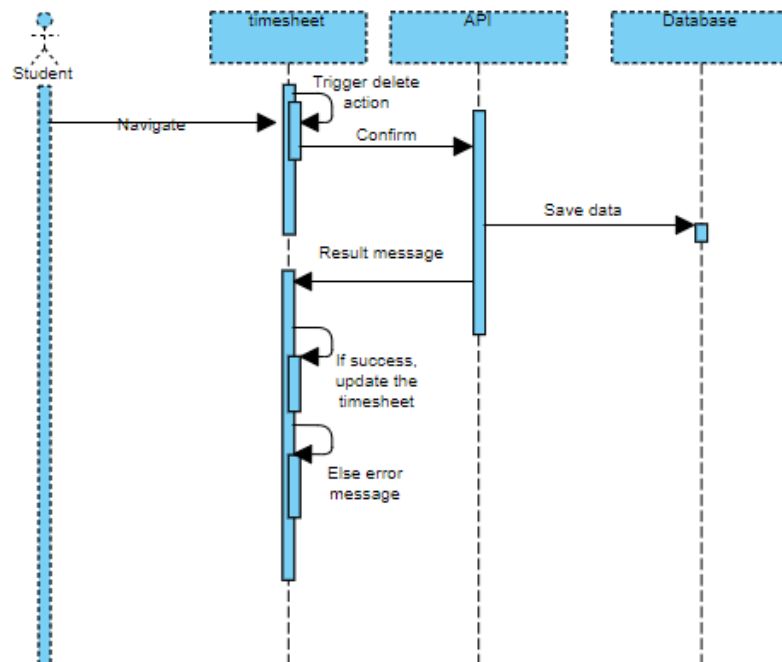 timesheet
API
Database
Student
Trigger delete
action
Navigate
Confirm
Save data
Result message
If success,
update the
timesheet
Else error
message